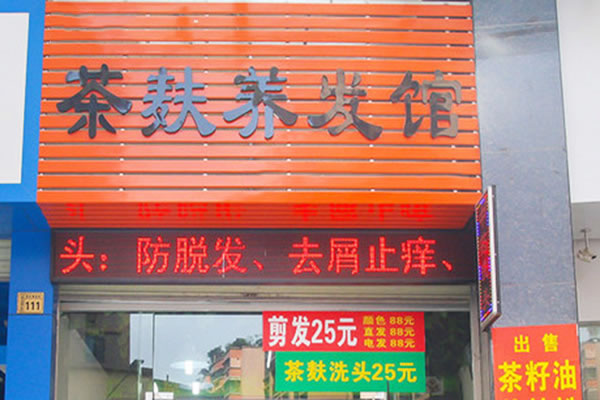 茶麸养发馆
头：防脱发、去屑止痒、
111
剪发25元
颜色 88元
直发 88元
电发 88元
茶麸洗头25元
出售
茶籽油